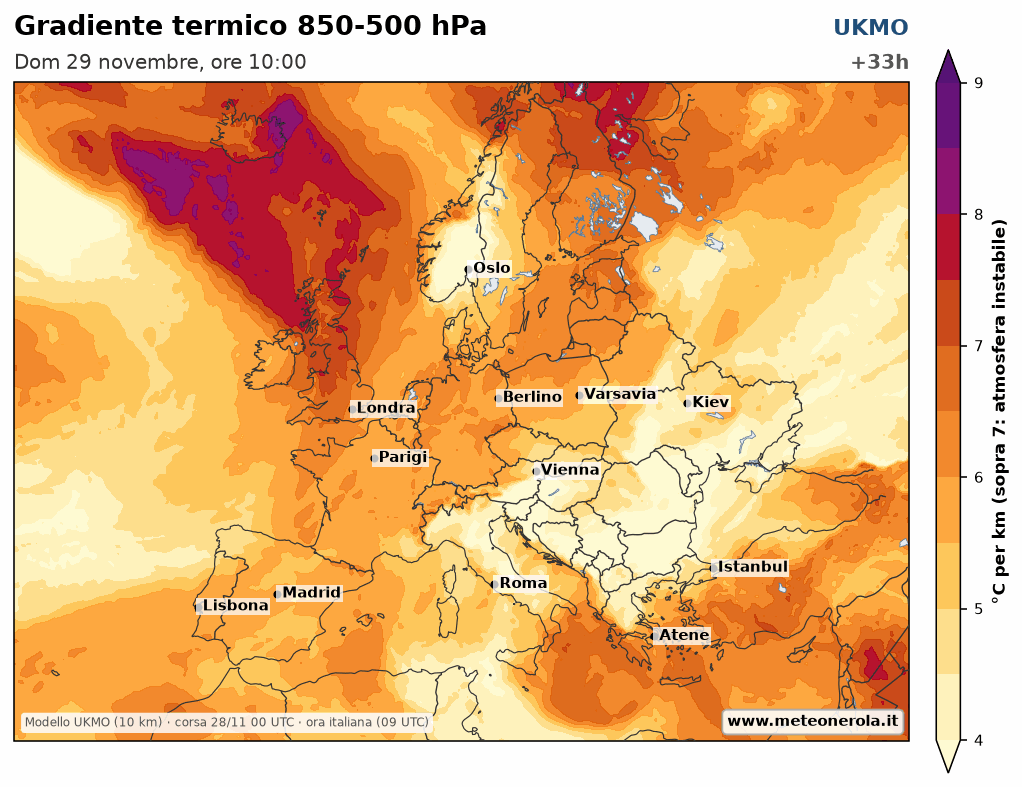 Gradiente termico 850-500 hPa
UKMO
Dom 29 novembre, ore 10:00
+33h
9
8
7
6
5
4
°C per km (sopra 7: atmosfera instabile)
Oslo
Berlino
Varsavia
Kiev
Londra
Parigi
Vienna
Istanbul
Roma
Madrid
Lisbona
Atene
Modello UKMO (10 km) · corsa 28/11 00 UTC · ora italiana (09 UTC)
www.meteonerola.it